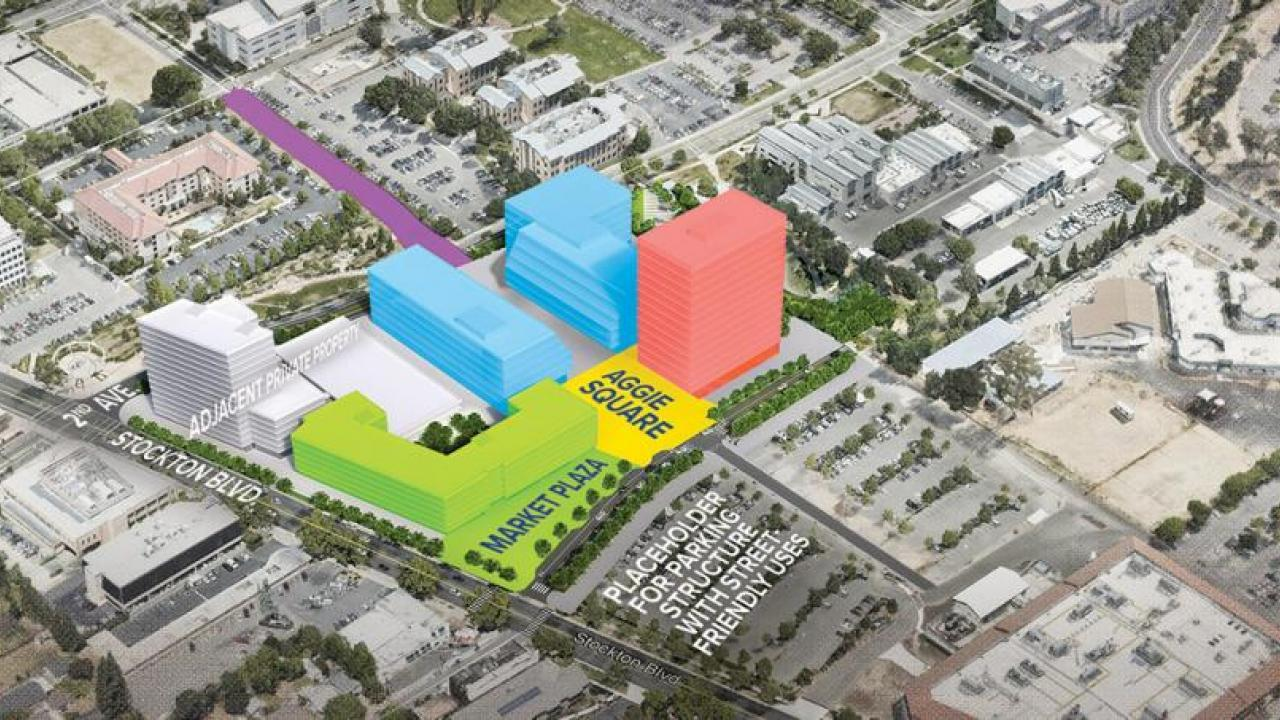 ADJACENT PRIVATE PROPERTY
2ND AVE
STOCKTON BLVD
AGGIE
SQUARE
MARKET PLAZA
PLACEHOLDER
FOR PARKING
STRUCTURE
WITH STREET-
FRIENDLY USES
Stockton Blvd